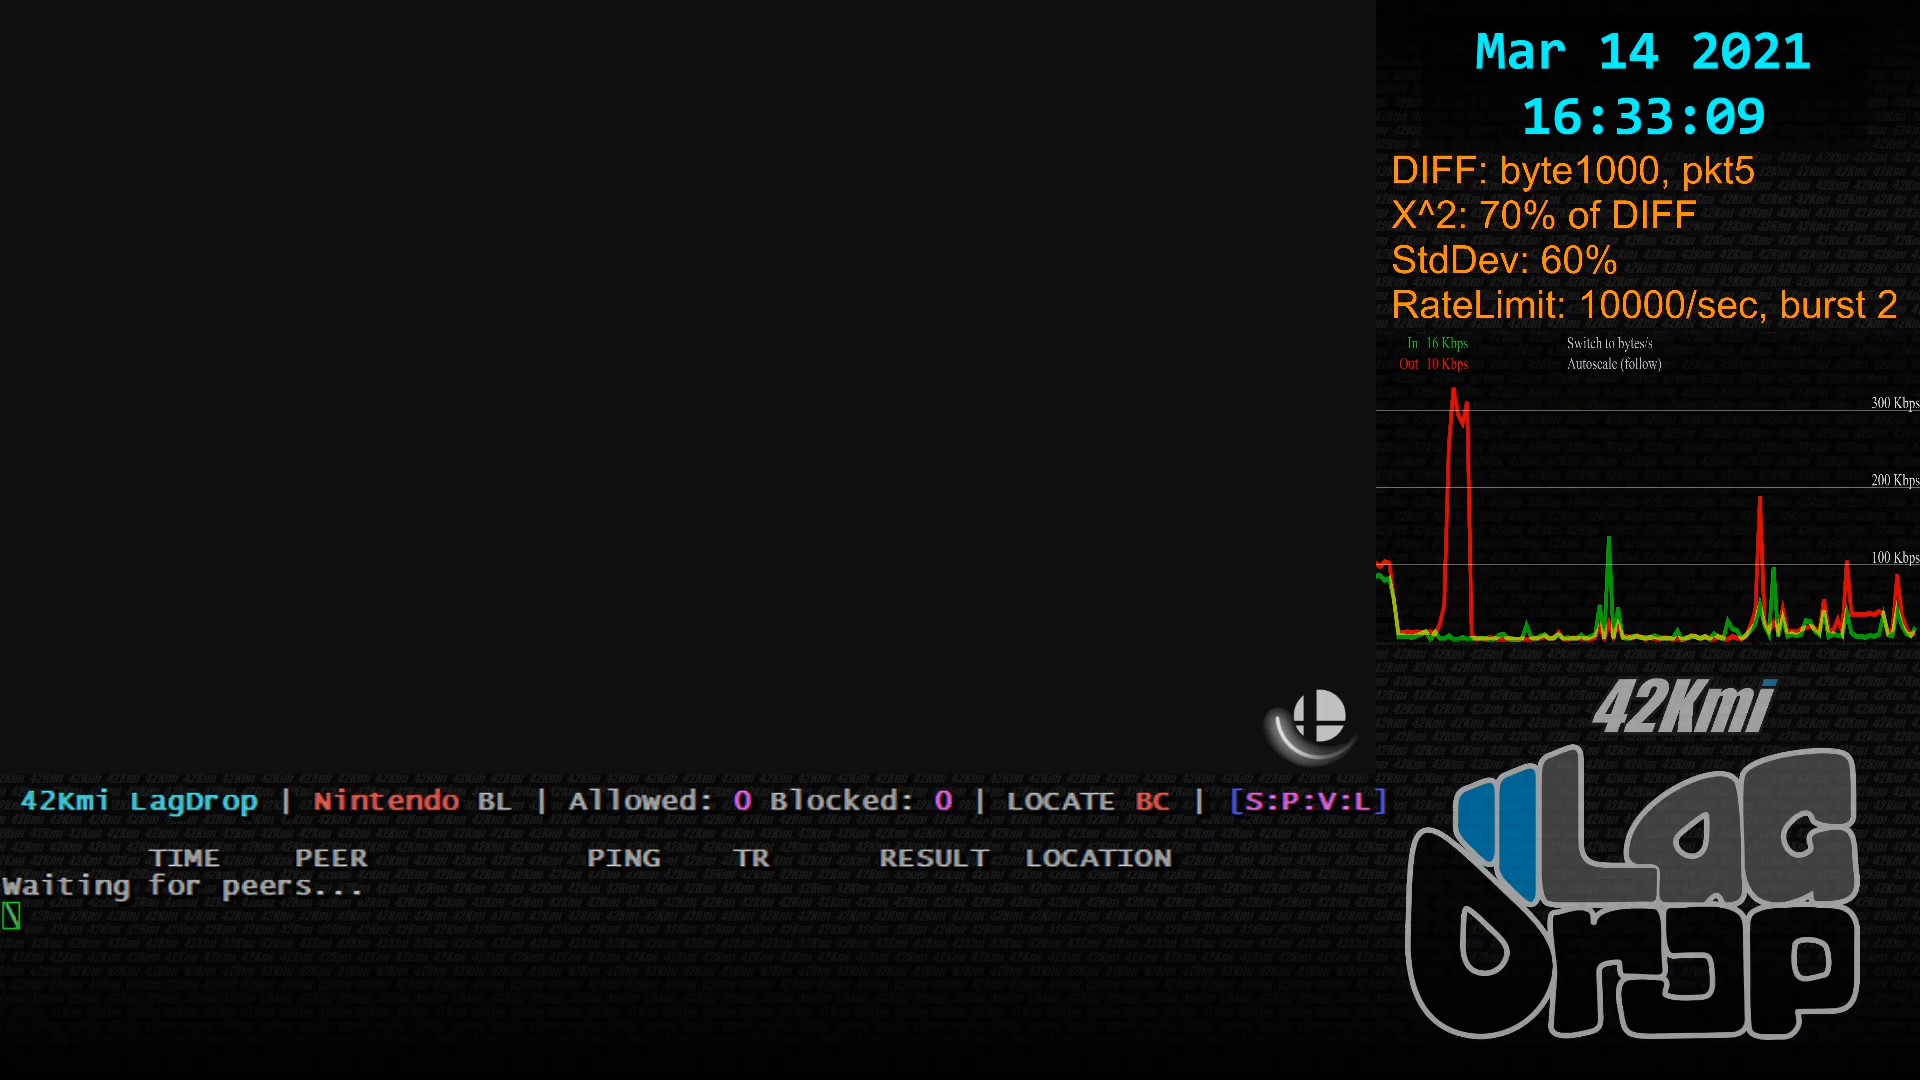 Mar 14 2021
16:33:09
DIFF: byte1000, pkt5
X^2: 70% of DIFF
StdDev: 60%
RateLimit: 10000/sec, burst 2
In 16 Kbps Switch to bytes/s
Out 10 Kbps Autoscale (follow)
300 Kbps
200 Kbps
100 Kbps
42Kmi
LagDrop
42Kmi LagDrop | Nintendo BL | Allowed: 0 Blocked: 0 | LOCATE BC | [S:P:V:L]
TIME PEER PING TR RESULT LOCATION
Waiting for peers...